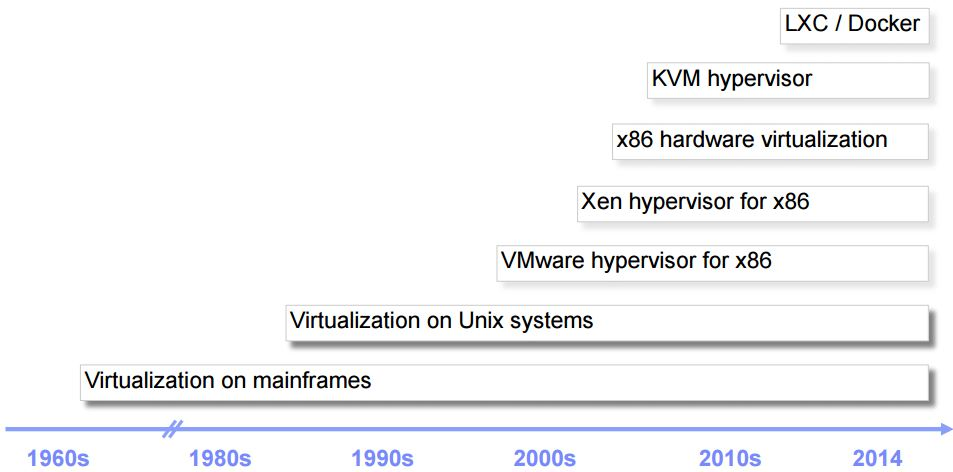 LXC / Docker
KVM hypervisor
x86 hardware virtualization
Xen hypervisor for x86
VMware hypervisor for x86
Virtualization on Unix systems
Virtualization on mainframes
1960s 1980s 1990s 2000s 2010s 2014